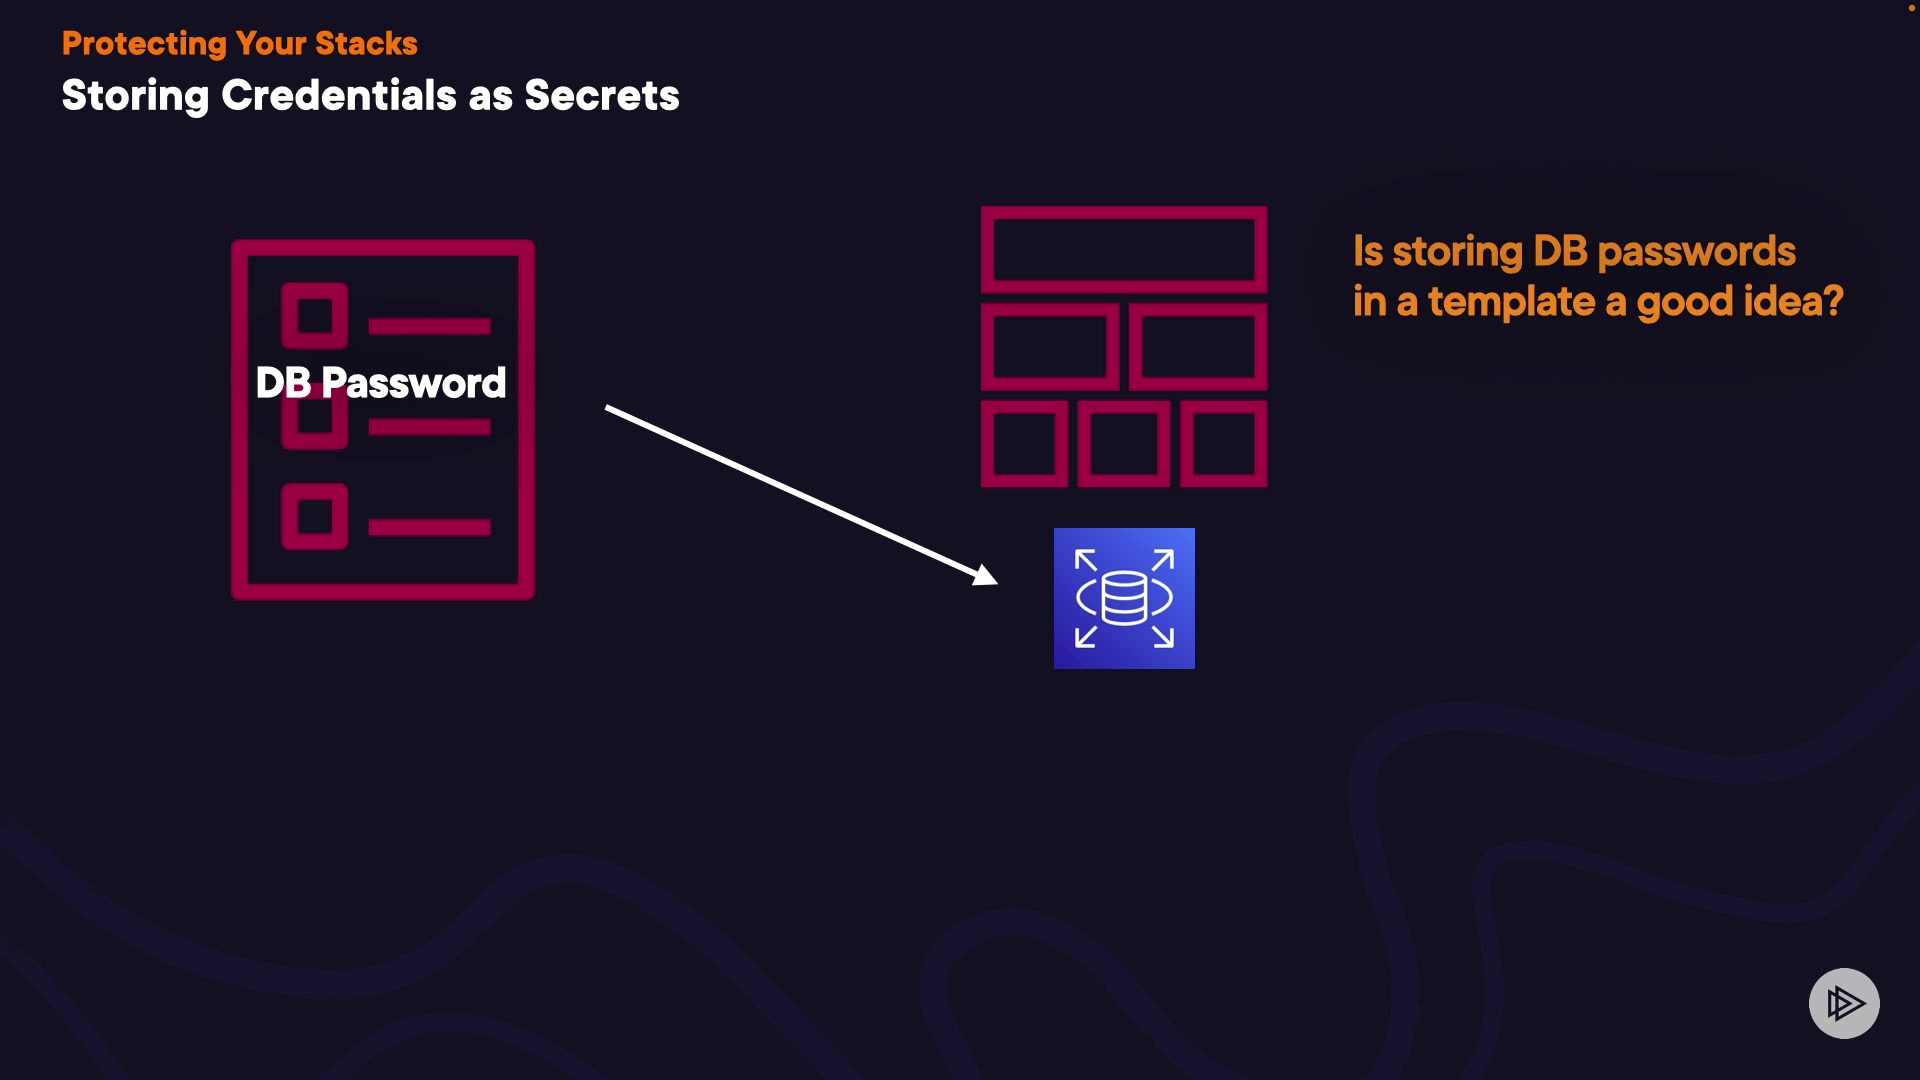 Protecting Your Stacks
Storing Credentials as Secrets
DB Password
Is storing DB passwords
in a template a good idea?